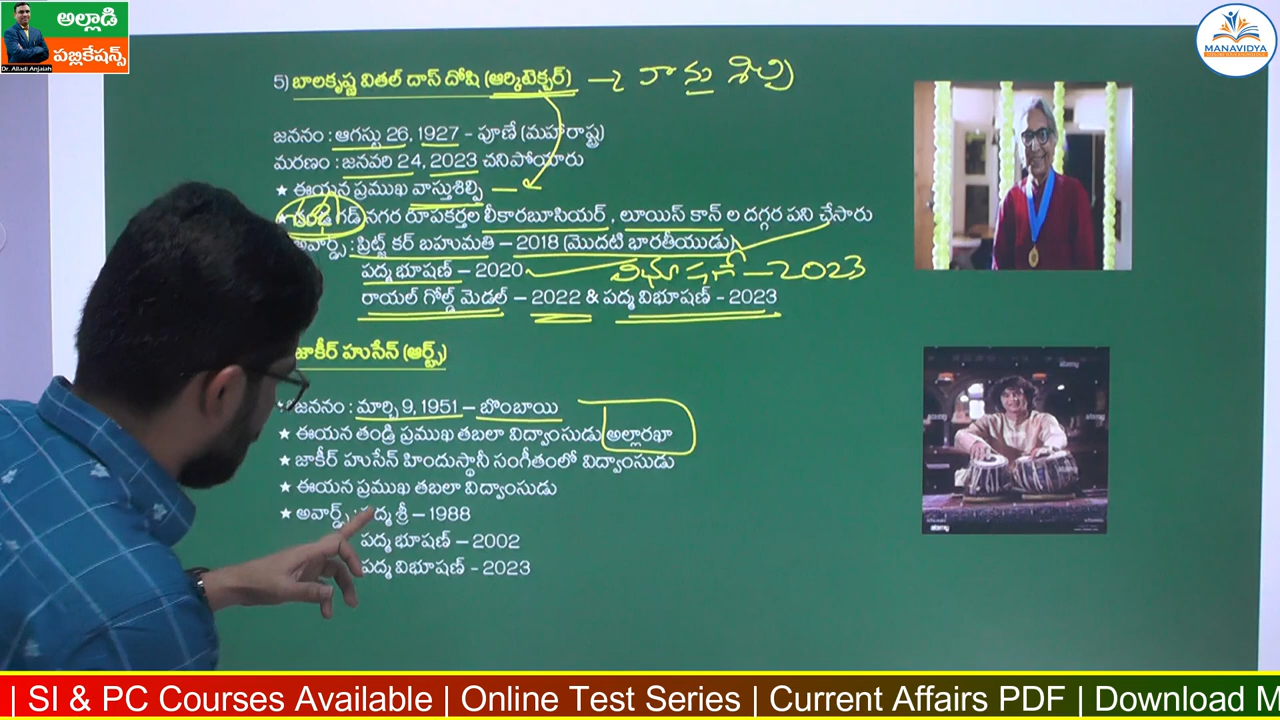 అల్లాడి
పబ్లికేషన్స్
Dr. Alladi Anjaiah
MANAVIDYA
5) బాలకృష్ణ వితల్ దాస్ దోషి (ఆర్కిటెక్చర్)
జననం : ఆగస్టు 26, 1927 - పూణే (మహారాష్ట్ర)
మరణం : జనవరి 24, 2023 చనిపోయారు
★ ఈయన ప్రముఖ వాస్తుశిల్పి
నగర రూపకర్తల లీకారబూసియర్, లూయిస్ కాన్ ల దగ్గర పని చేసారు
అవార్డ్స్ : ప్రిట్జ్ కర్ బహుమతి – 2018 (మొదటి భారతీయుడు)
పద్మ భూషణ్ – 2020 విభూషణ్ – 2023
రాయల్ గోల్డ్ మెడల్ – 2022 & పద్మ విభూషణ్ - 2023
జాకీర్ హుసేన్ (ఆర్ట్స్)
జననం : మార్చి 9, 1951 – బొంబాయి
★ ఈయన తండ్రి ప్రముఖ తబలా విద్వాంసుడు అల్లారఖా
★ జాకీర్ హుసేన్ హిందుస్థానీ సంగీతంలో విద్వాంసుడు
★ ఈయన ప్రముఖ తబలా విద్వాంసుడు
★ అవార్డ్స్ : పద్మ శ్రీ – 1988
పద్మ భూషణ్ – 2002
పద్మ విభూషణ్ - 2023
| SI & PC Courses Available | Online Test Series | Current Affairs PDF | Download M